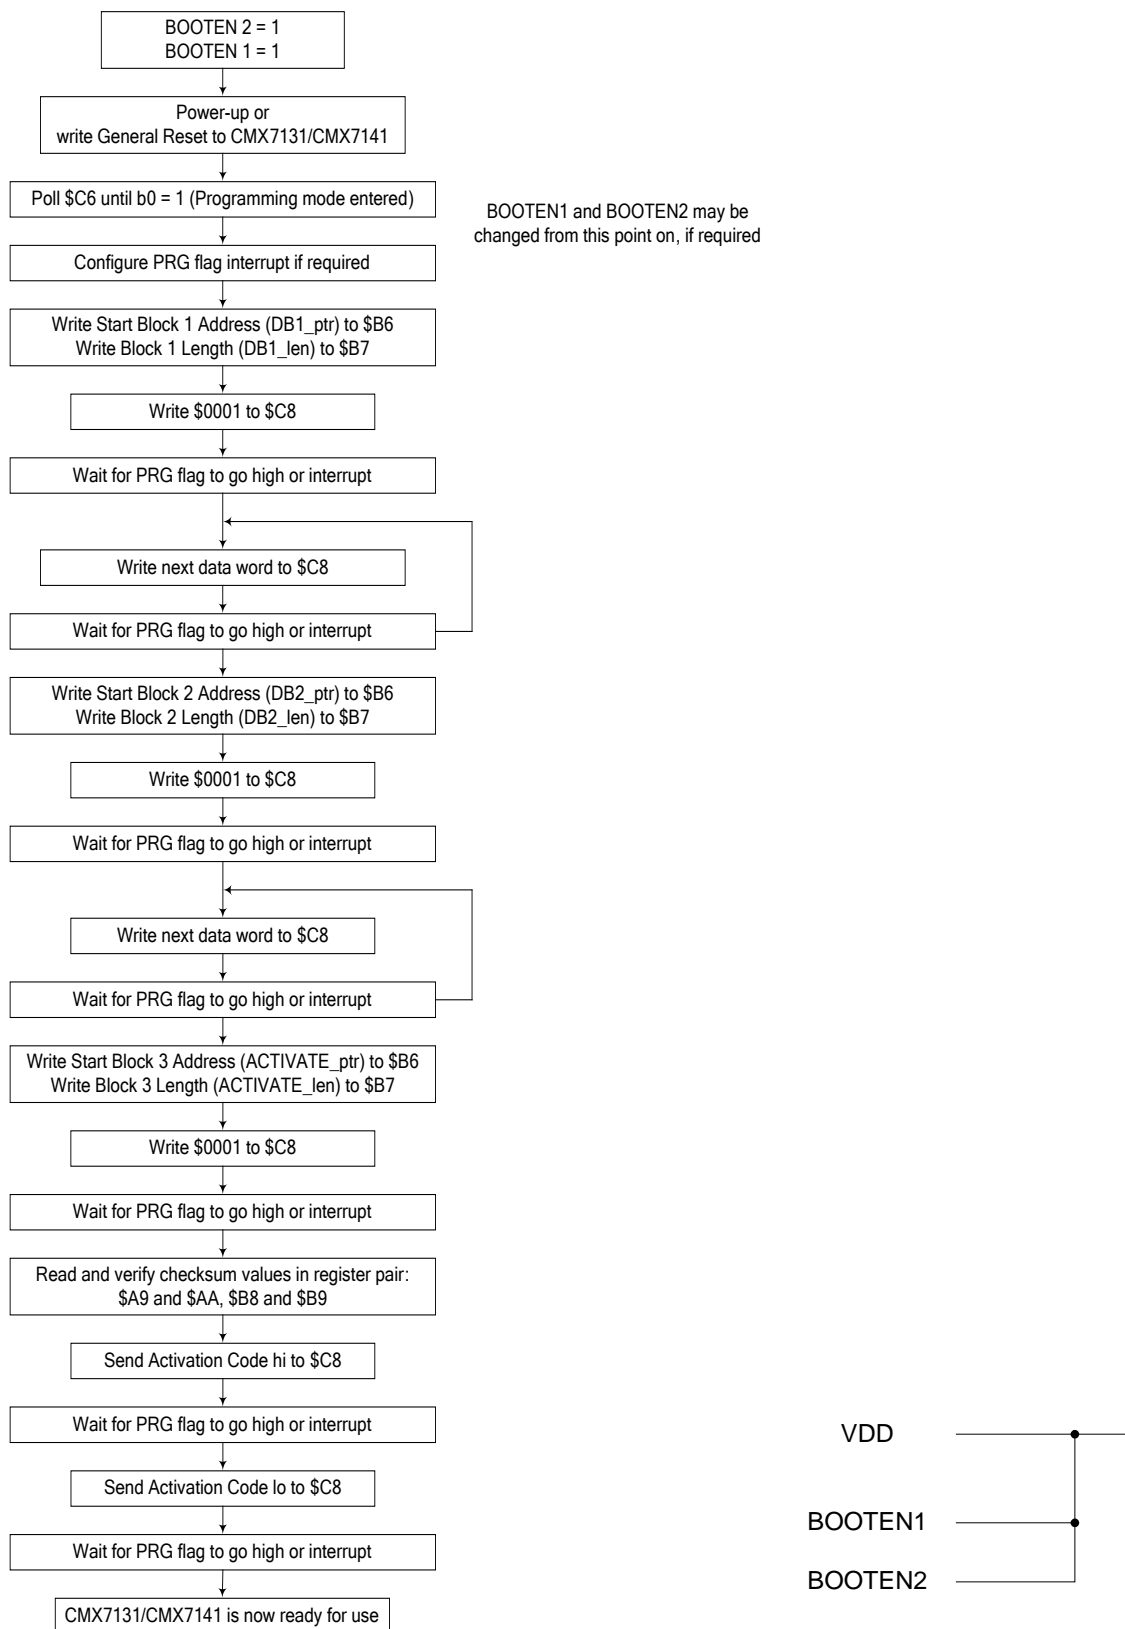 BOOTEN 2 = 1
BOOTEN 1 = 1
Power-up or
write General Reset to CMX7131/CMX7141
Poll $C6 until b0 = 1 (Programming mode entered)
BOOTEN1 and BOOTEN2 may be
changed from this point on, if required
Configure PRG flag interrupt if required
Write Start Block 1 Address (DB1_ptr) to $B6
Write Block 1 Length (DB1_len) to $B7
Write $0001 to $C8
Wait for PRG flag to go high or interrupt
Write next data word to $C8
Wait for PRG flag to go high or interrupt
Write Start Block 2 Address (DB2_ptr) to $B6
Write Block 2 Length (DB2_len) to $B7
Write $0001 to $C8
Wait for PRG flag to go high or interrupt
Write next data word to $C8
Wait for PRG flag to go high or interrupt
Write Start Block 3 Address (ACTIVATE_ptr) to $B6
Write Block 3 Length (ACTIVATE_len) to $B7
Write $0001 to $C8
Wait for PRG flag to go high or interrupt
Read and verify checksum values in register pair:
$A9 and $AA, $B8 and $B9
Send Activation Code hi to $C8
Wait for PRG flag to go high or interrupt
Send Activation Code lo to $C8
Wait for PRG flag to go high or interrupt
CMX7131/CMX7141 is now ready for use
VDD
BOOTEN1
BOOTEN2